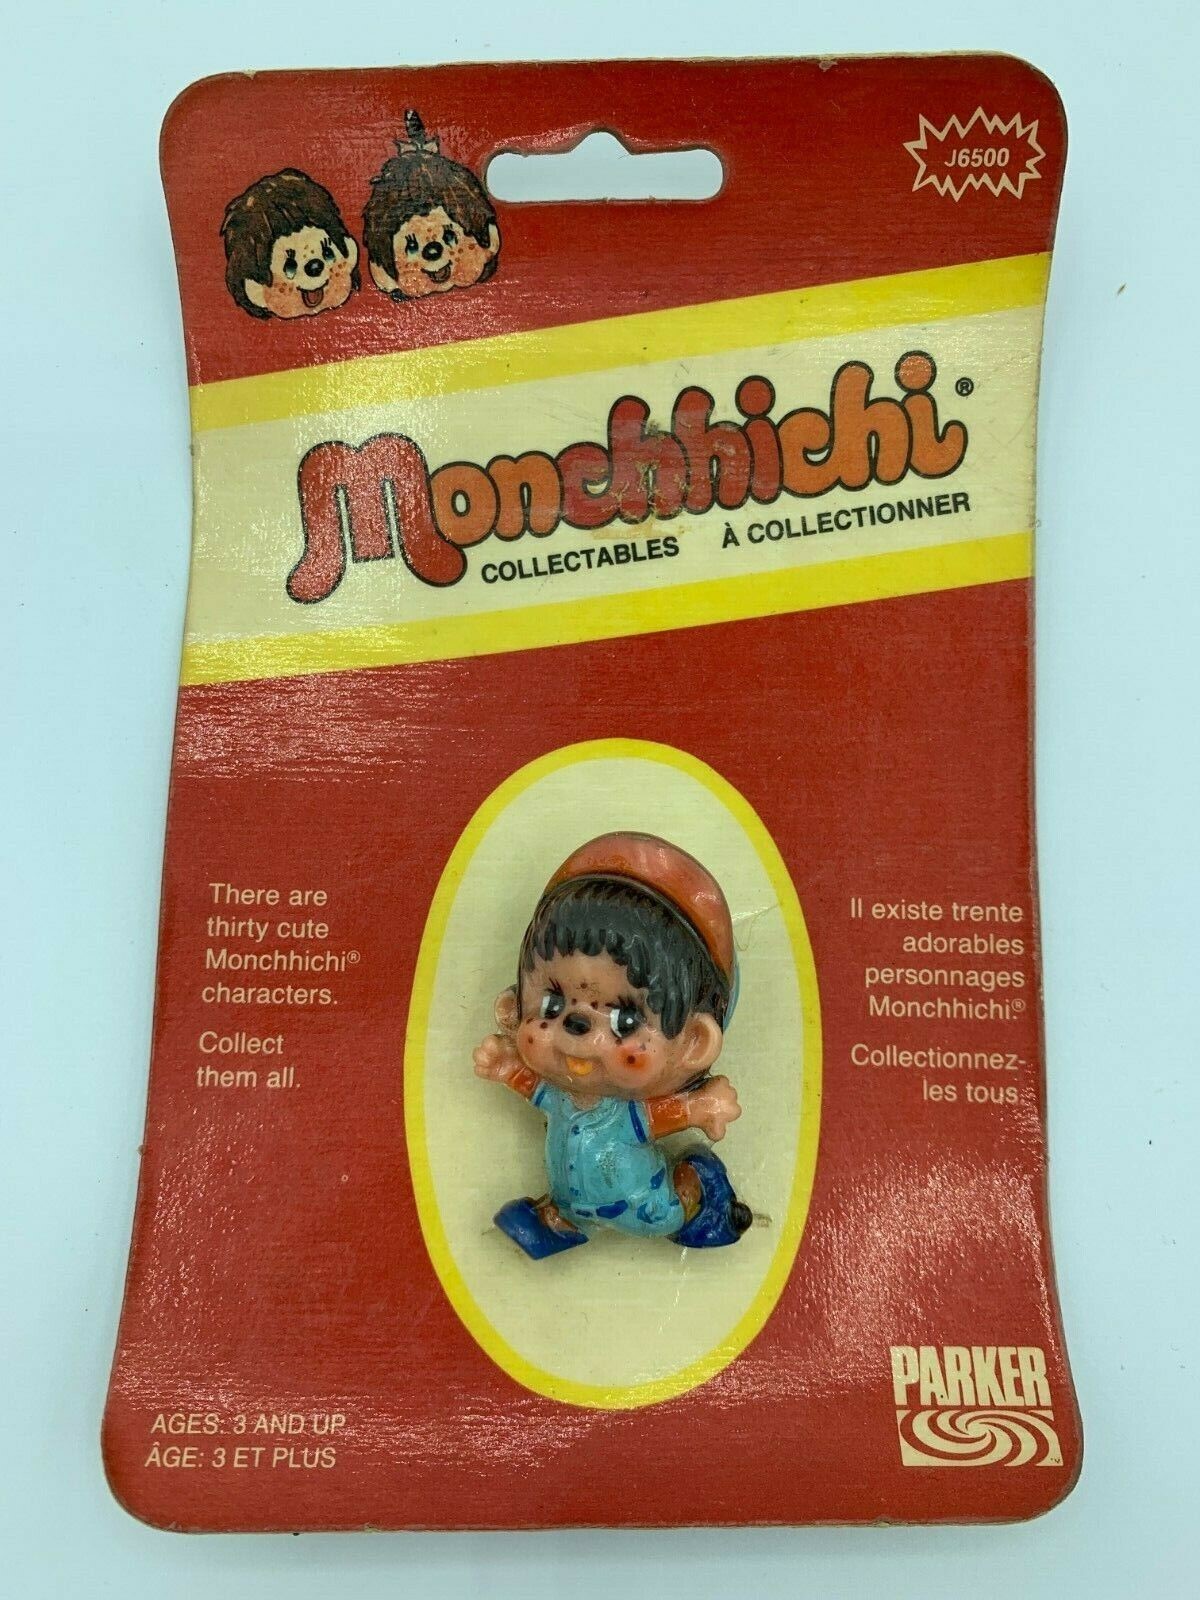 J6500
Monchhichi®
COLLECTABLES À COLLECTIONNER
There are
thirty cute
Monchhichi®
characters.
Collect
them all.
Il existe trente
adorables
personnages
Monchhichi®.
Collectionnez-
les tous.
AGES: 3 AND UP
ÂGE: 3 ET PLUS
PARKER